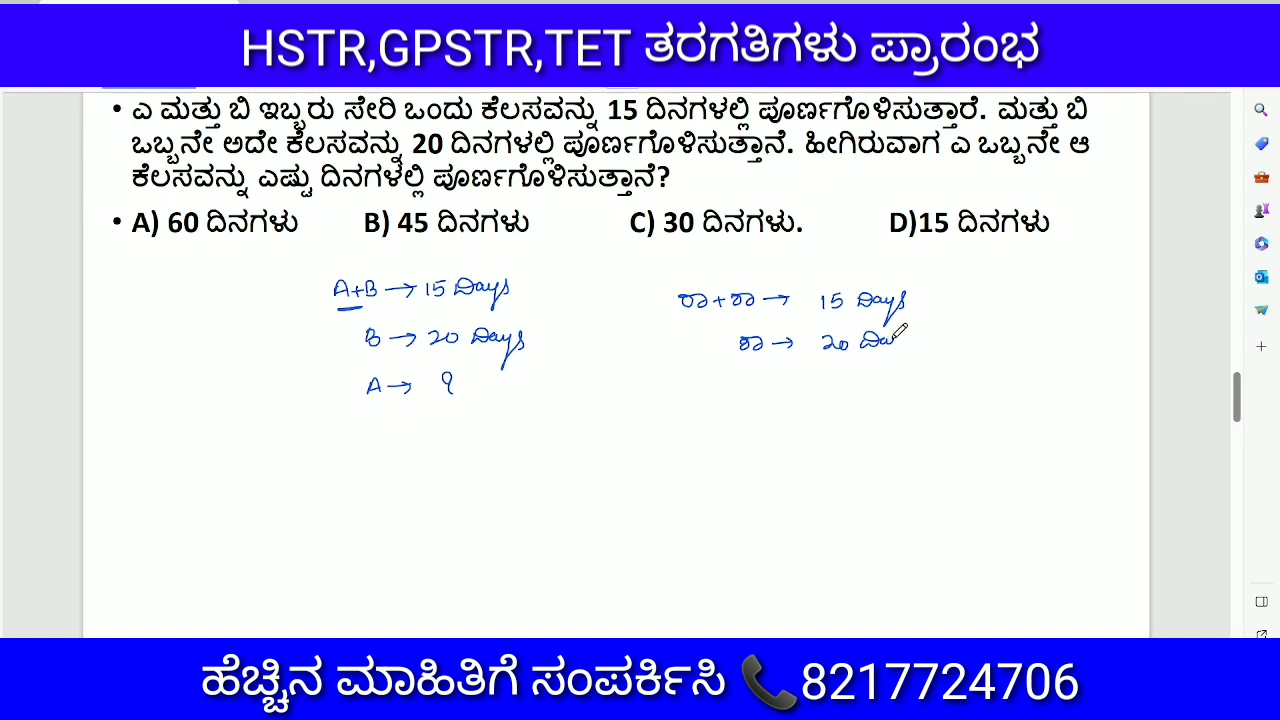 HSTR,GPSTR,TET ತರಗತಿಗಳು ಪ್ರಾರಂಭ
• ಎ ಮತ್ತು ಬಿ ಇಬ್ಬರು ಸೇರಿ ಒಂದು ಕೆಲಸವನ್ನು 15 ದಿನಗಳಲ್ಲಿ ಪೂರ್ಣಗೊಳಿಸುತ್ತಾರೆ. ಮತ್ತು ಬಿ
ಒಬ್ಬನೇ ಅದೇ ಕೆಲಸವನ್ನು 20 ದಿನಗಳಲ್ಲಿ ಪೂರ್ಣಗೊಳಿಸುತ್ತಾನೆ. ಹೀಗಿರುವಾಗ ಎ ಒಬ್ಬನೇ ಆ
ಕೆಲಸವನ್ನು ಎಷ್ಟು ದಿನಗಳಲ್ಲಿ ಪೂರ್ಣಗೊಳಿಸುತ್ತಾನೆ?
• A) 60 ದಿನಗಳು B) 45 ದಿನಗಳು C) 30 ದಿನಗಳು. D)15 ದಿನಗಳು
A+B → 15 Days
B → 20 Days
A → ?
→ 15 Days
→ 20
ಹೆಚ್ಚಿನ ಮಾಹಿತಿಗೆ ಸಂಪರ್ಕಿಸಿ 📞8217724706